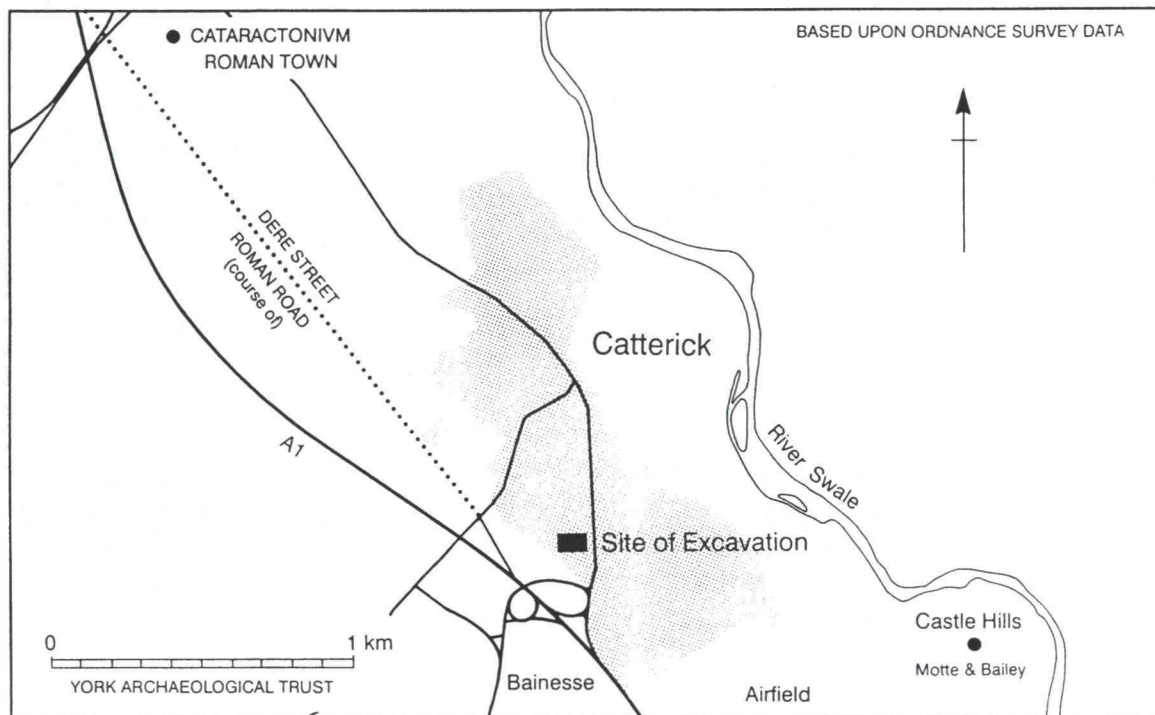 CATARACTONIVM
ROMAN TOWN
BASED UPON ORDNANCE SURVEY DATA
DERE STREET
ROMAN ROAD
(course of)
Catterick
A1
River Swale
Site of Excavation
Castle Hills
Motte & Bailey
0 1 km
YORK ARCHAEOLOGICAL TRUST
Bainesse
Airfield